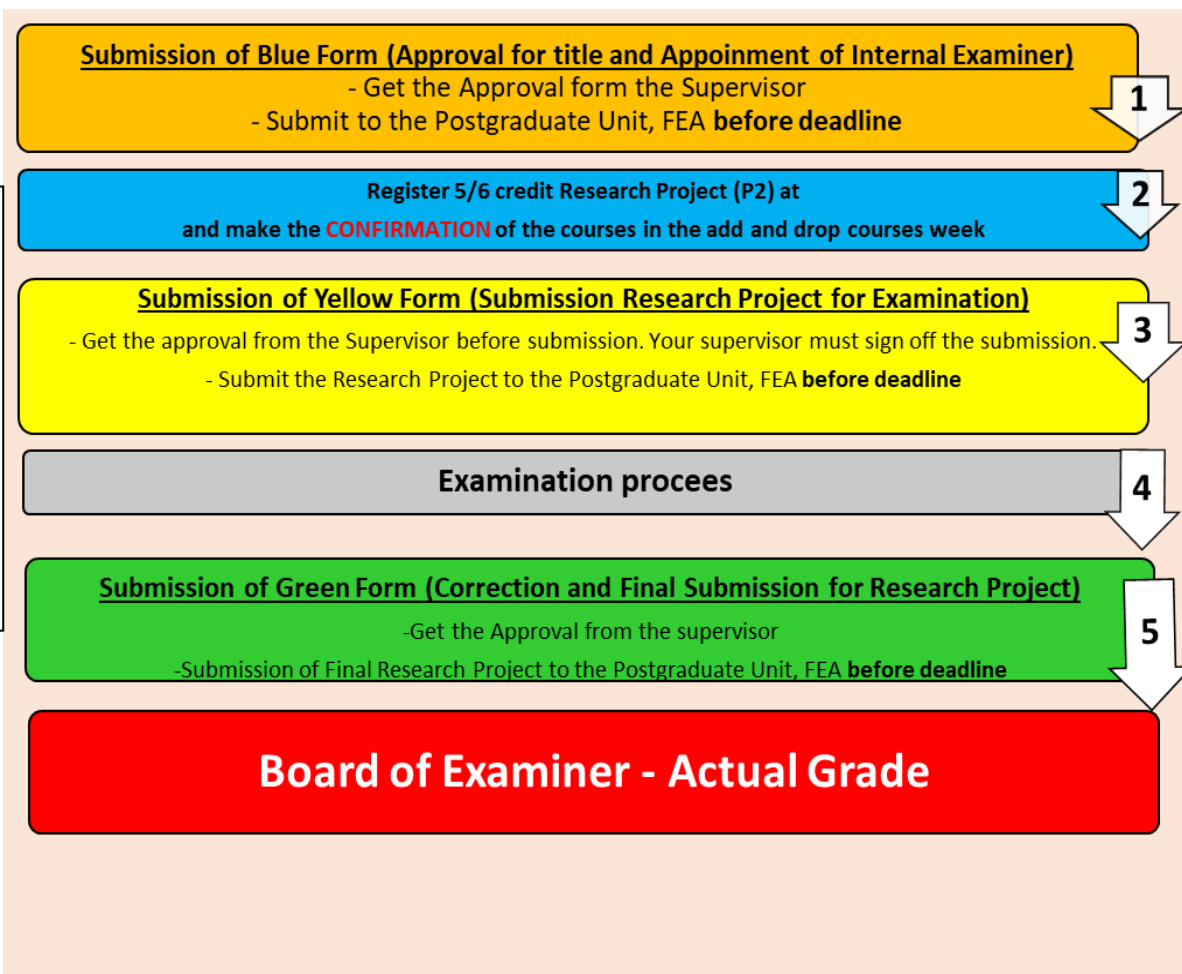 Submission of Blue Form (Approval for title and Appoinment of Internal Examiner)
- Get the Approval form the Supervisor
- Submit to the Postgraduate Unit, FEA before deadline
1
Register 5/6 credit Research Project (P2) at
and make the CONFIRMATION of the courses in the add and drop courses week
2
Submission of Yellow Form (Submission Research Project for Examination)
- Get the approval from the Supervisor before submission. Your supervisor must sign off the submission.
- Submit the Research Project to the Postgraduate Unit, FEA before deadline
3
Examination procees
4
Submission of Green Form (Correction and Final Submission for Research Project)
-Get the Approval from the supervisor
-Submission of Final Research Project to the Postgraduate Unit, FEA before deadline
5
Board of Examiner - Actual Grade